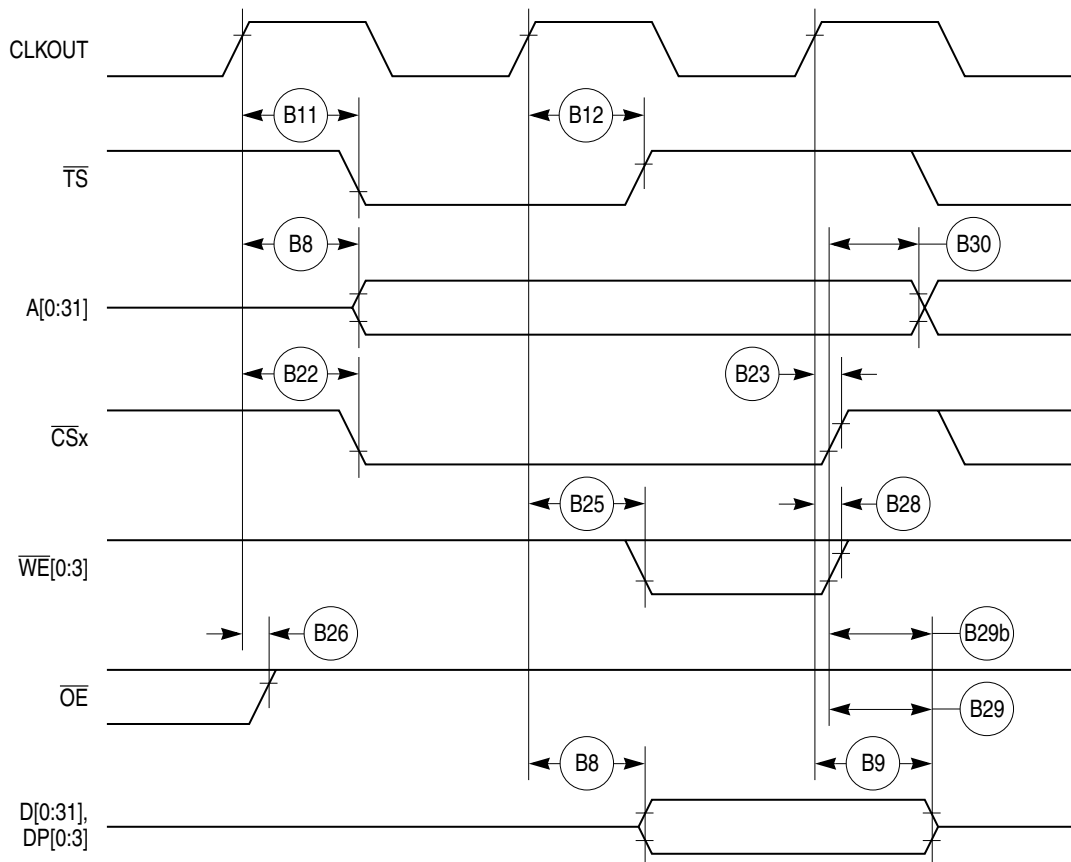 CLKOUT
B11
B12
TS
B8
B30
A[0:31]
B22
B23
CSx
B25
B28
WE[0:3]
B26
B29b
OE
B29
B8
B9
D[0:31],
DP[0:3]